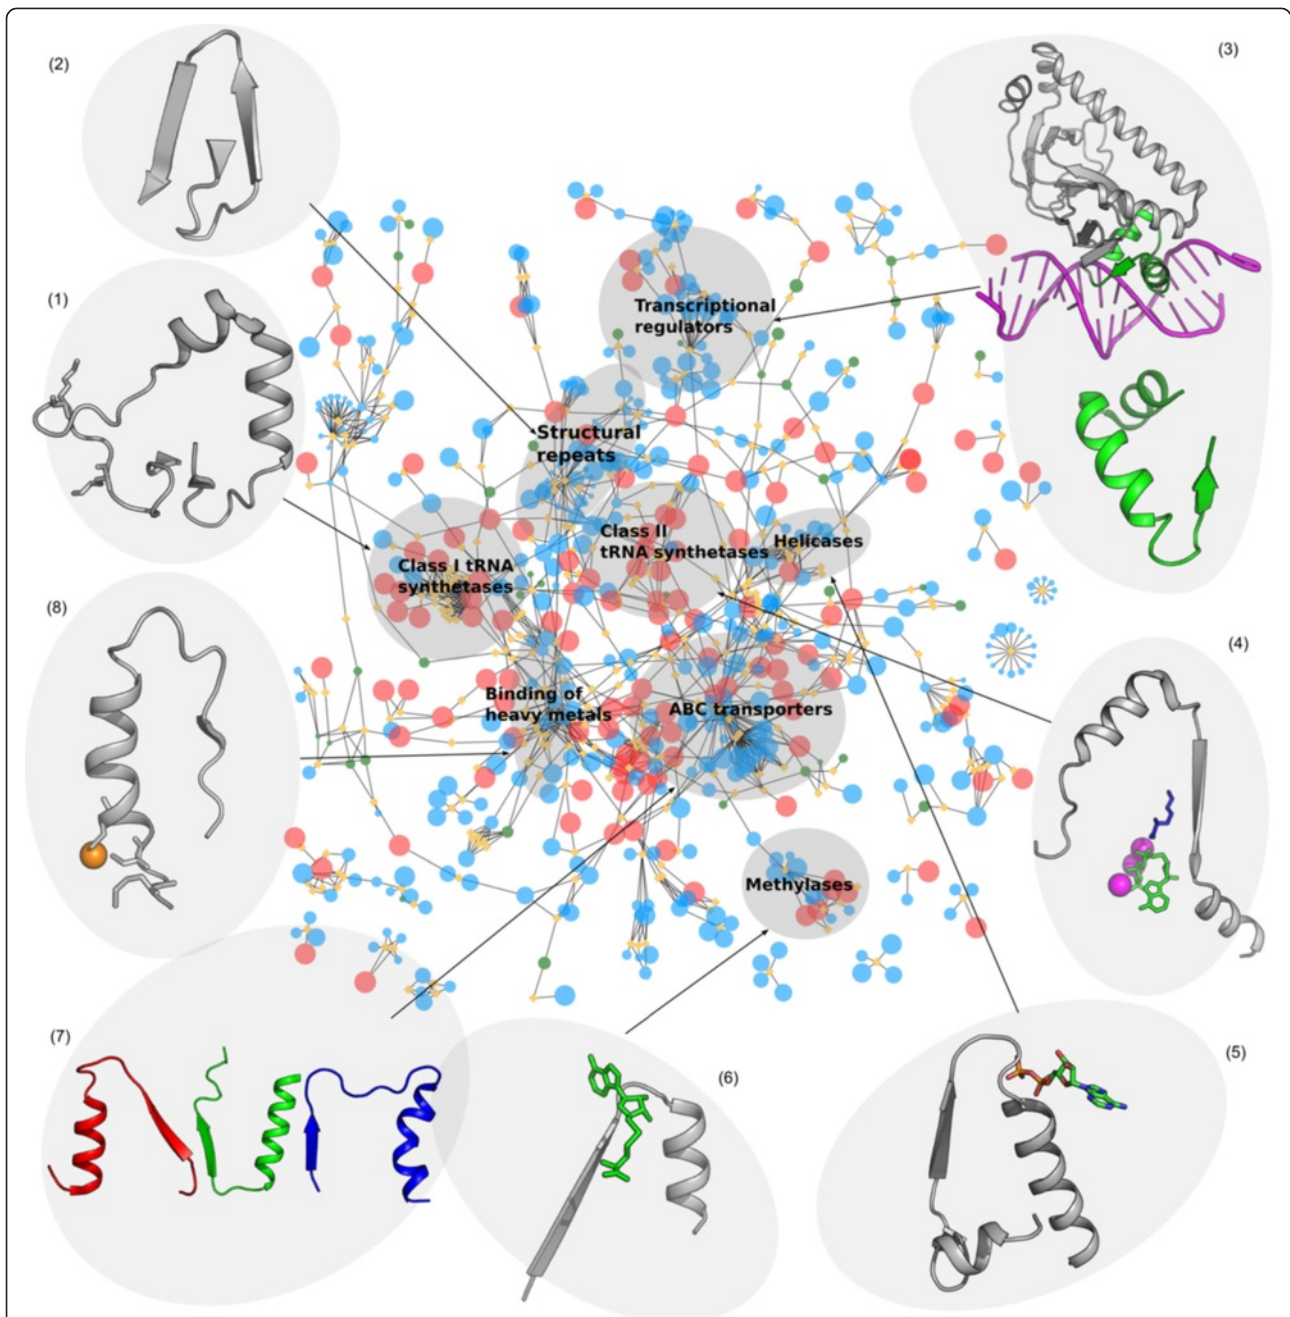 (2)
(3)
(1)
Transcriptional
regulators
Structural
repeats
Class II
tRNA synthetases
Helicases
Class I tRNA
synthetases
(8)
(4)
Binding of
heavy metals
ABC transporters
Methylases
(7)
(6)
(5)